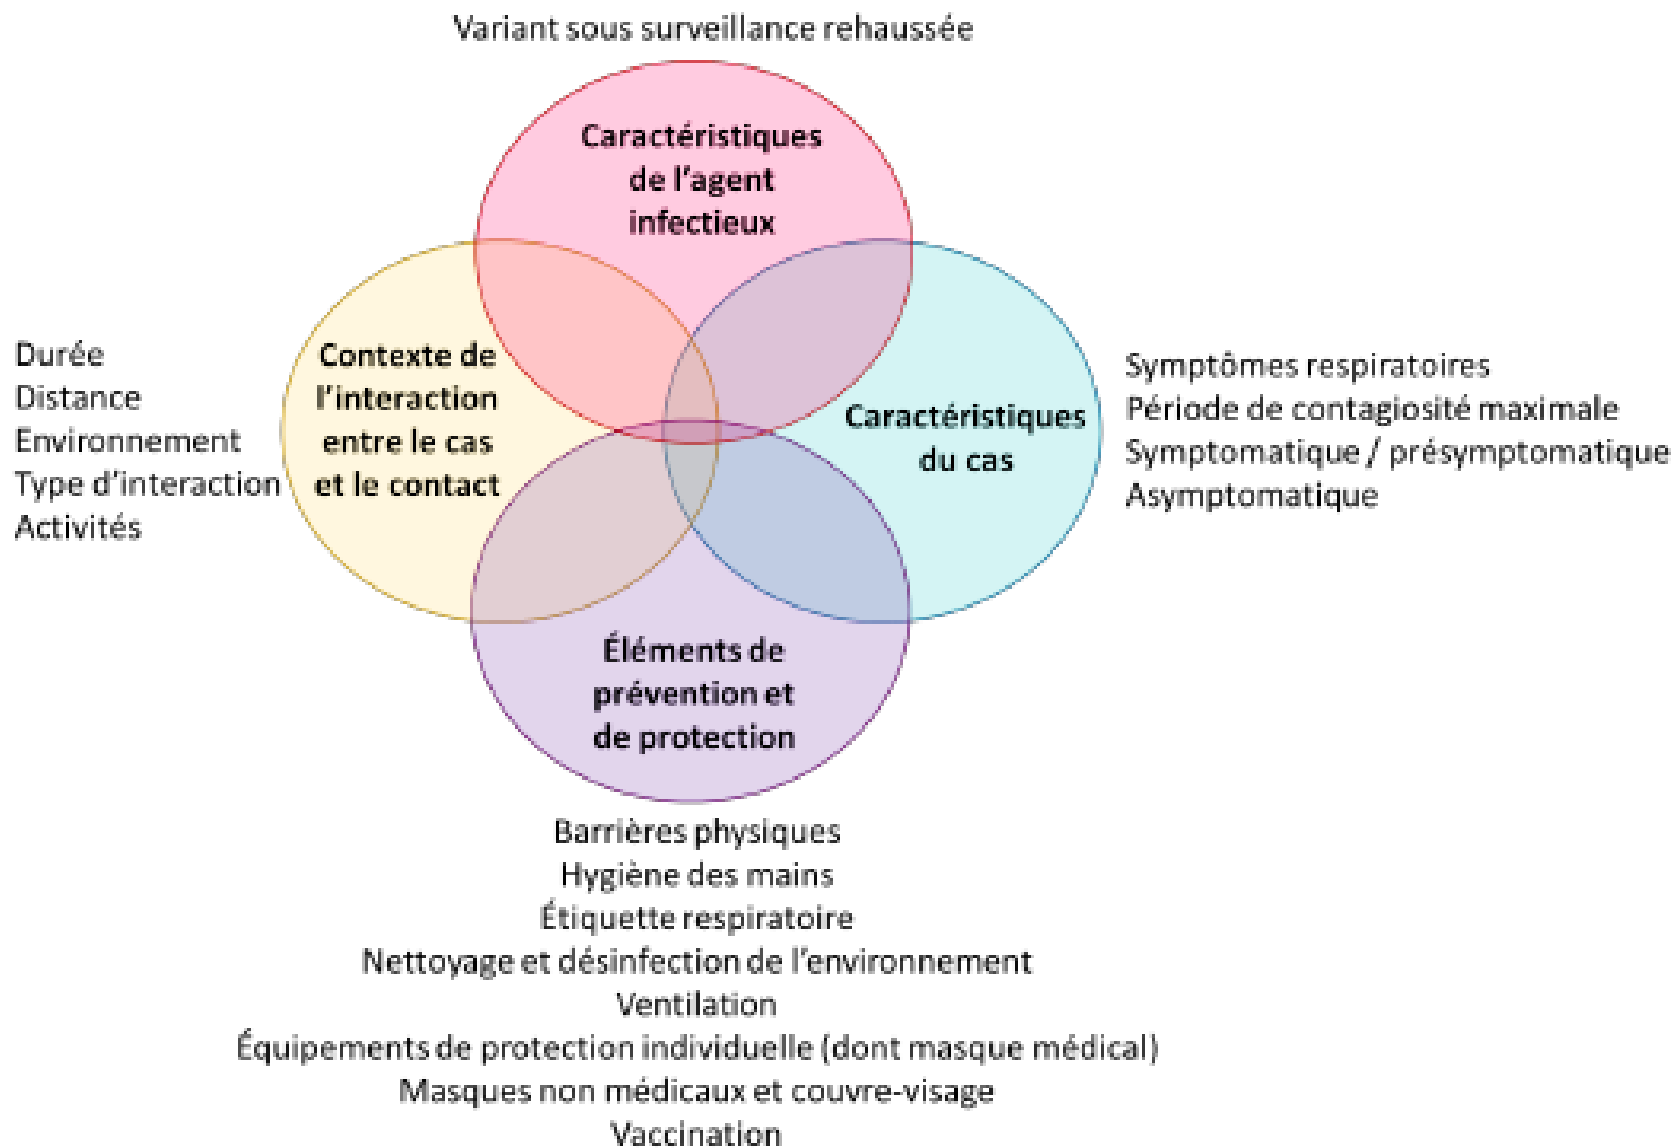 Variant sous surveillance rehaussée
Caractéristiques
de l'agent
infectieux
Durée
Distance
Environnement
Type d'interaction
Activités
Contexte de
l'interaction
entre le cas
et le contact
Caractéristiques
du cas
Symptômes respiratoires
Période de contagiosité maximale
Symptomatique / présymptomatique
Asymptomatique
Éléments de
prévention et
de protection
Barrières physiques
Hygiène des mains
Étiquette respiratoire
Nettoyage et désinfection de l'environnement
Ventilation
Équipements de protection individuelle (dont masque médical)
Masques non médicaux et couvre-visage
Vaccination